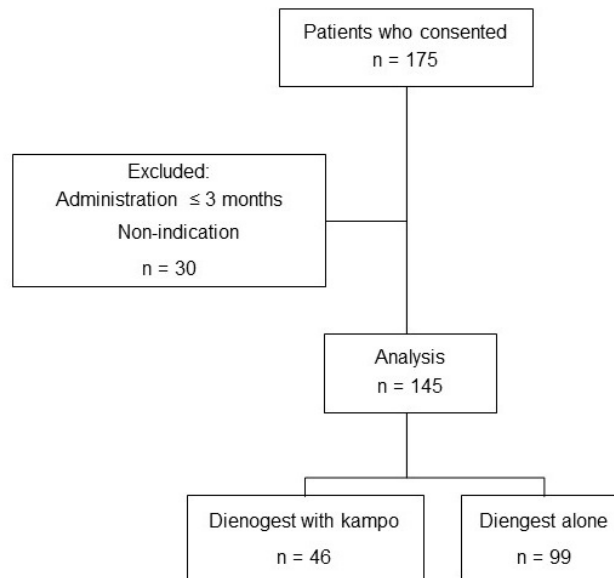 Patients who consented
n = 175
Excluded:
Administration ≤ 3 months
Non-indication
n = 30
Analysis
n = 145
Dienogest with kampo
n = 46
Diengest alone
n = 99